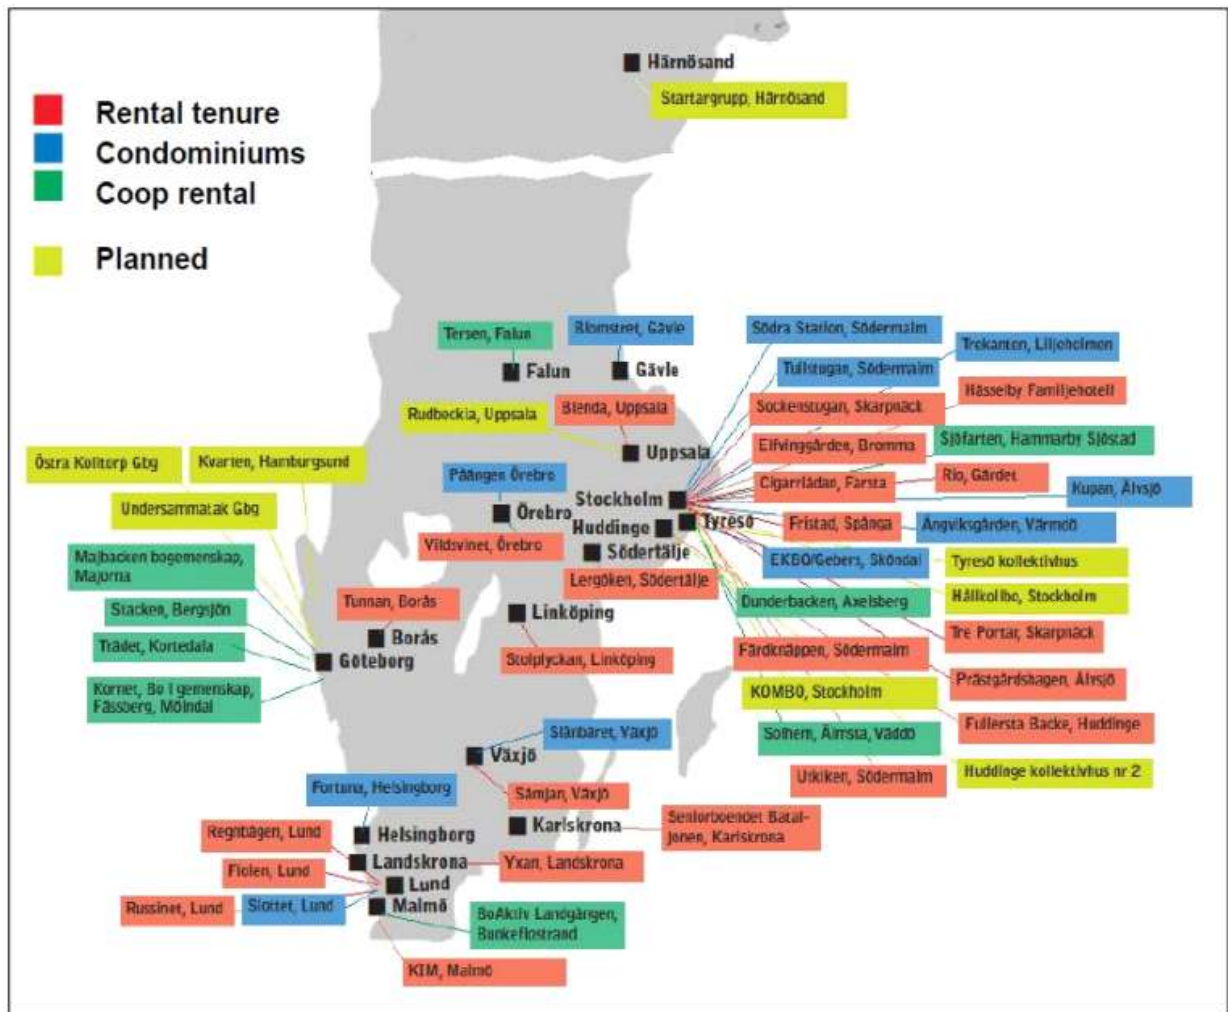 Härnösand
Startargrupp, Härnösand
Rental tenure
Condominiums
Coop rental
Planned
Tersen, Falun
Blomstret, Gävle
Falun
Gävle
Södra Station, Södermalm
Trekanten, Liljeholmen
Tullstugan, Södermalm
Hässelby Familjehotell
Rudbeckia, Uppsala
Blenda, Uppsala
Sockenstugan, Skarpnäck
Uppsala
Elfvinggården, Bromma
Sjöfarten, Hammarby Sjöstad
Östra Kolltorp Gbg
Kvarten, Hamburgsund
Påängen Örebro
Cigarrlådan, Farsta
Rio, Gärdet
Kupan, Älvsjö
Stockholm
Undersammatak Gbg
Örebro
Huddinge
Tyresö
Fristad, Spånga
Ängviksgården, Värmdö
Vildsvinet, Örebro
Södertälje
EKBO/Gebers, Sköndal
Tyresö kollektivhus
Majbacken bogemenskap,
Majorna
Lergöken, Södertälje
Dunderbacken, Axelsberg
Hållkollbo, Stockholm
Stacken, Bergsjön
Tunnan, Borås
Linköping
Tre Portar, Skarpnäck
Trädet, Kortedala
Borås
Göteborg
Stolplyckan, Linköping
Färdknäppen, Södermalm
Prästgårdshagen, Älvsjö
Kornet, Bo i gemenskap,
Fässberg, Mölndal
KOMBO, Stockholm
Fullersta Backe, Huddinge
Slånbäret, Växjö
Solhem, Älmsta, Väddö
Växjö
Utkiken, Södermalm
Huddinge kollektivhus nr 2
Fortuna, Helsingborg
Sämjan, Växjö
Regnbågen, Lund
Helsingborg
Karlskrona
Seniorboendet Batal-
jonen, Karlskrona
Landskrona
Yxan, Landskrona
Fiolen, Lund
Lund
Russinet, Lund
Slottet, Lund
Malmö
BoAktiv Landgången,
Bunkeflostrand
KIM, Malmö